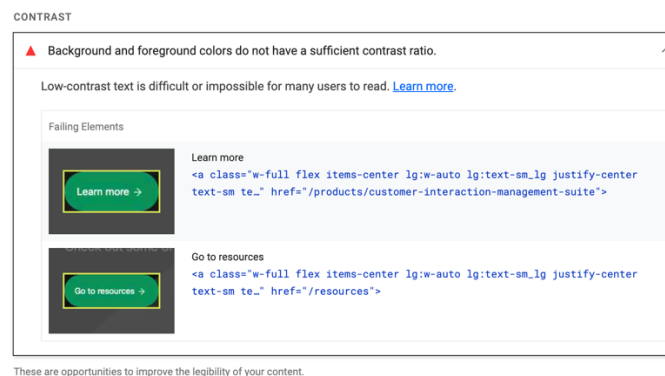 CONTRAST
Background and foreground colors do not have a sufficient contrast ratio.
Low-contrast text is difficult or impossible for many users to read. Learn more.
Failing Elements
Learn more →
Learn more
<a class="w-full flex items-center lg:w-auto lg:text-sm_lg justify-center
text-sm te…" href="/products/customer-interaction-management-suite">
Check out some of
Go to resources →
Go to resources
<a class="w-full flex items-center lg:w-auto lg:text-sm_lg justify-center
text-sm te…" href="/resources">
These are opportunities to improve the legibility of your content.